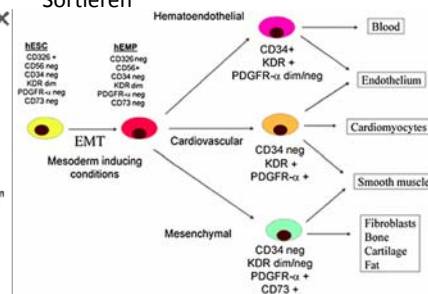 Sortieren
hESC
CD326 +
CD56 neg
CD34 neg
KDR dim
PDGFR-α neg
CD73 neg
hEMP
CD326 neg
CD56+
CD34 neg
KDR dim
PDGFR-α neg
CD73 neg
EMT
Mesoderm inducing
conditions
Hematoendothelial
CD34+
KDR +
PDGFR-α dim/neg
Cardiovascular
CD34 neg
KDR +
PDGFR-α +
Mesenchymal
CD34 neg
KDR dim/neg
PDGFR-α +
CD73 +
Blood
Endothelium
Cardiomyocytes
Smooth muscle
Fibroblasts
Bone
Cartilage
Fat